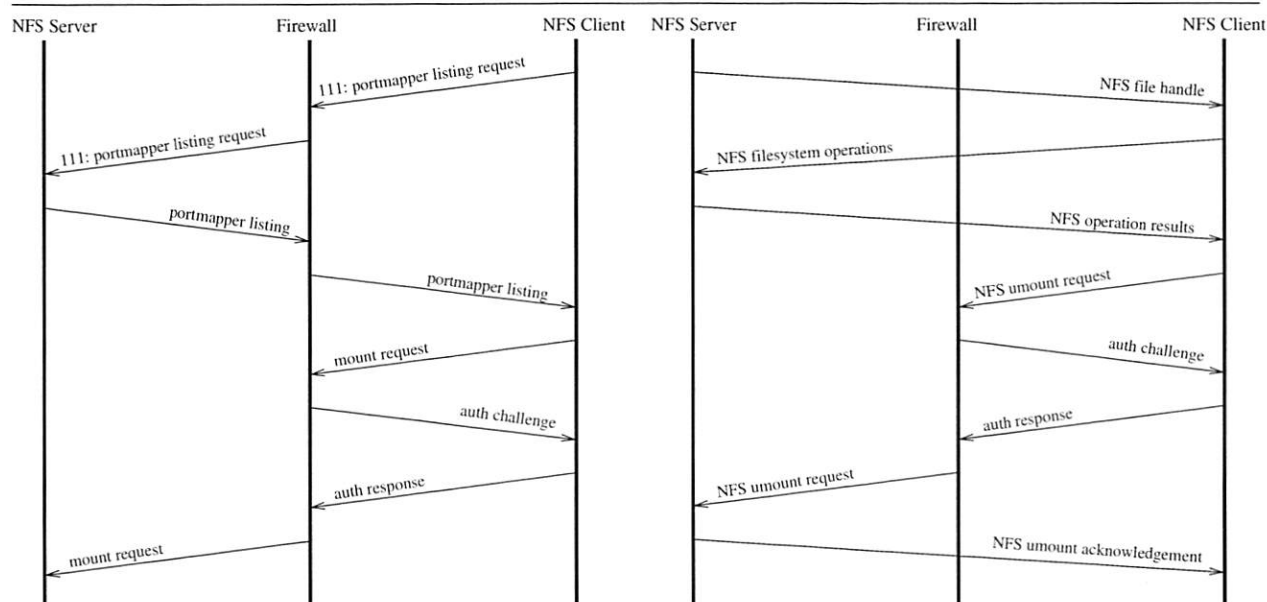 NFS Server
Firewall
NFS Client
111: portmapper listing request
111: portmapper listing request
portmapper listing
portmapper listing
mount request
auth challenge
auth response
mount request
NFS Server
Firewall
NFS Client
NFS file handle
NFS filesystem operations
NFS operation results
NFS umount request
auth challenge
auth response
NFS umount request
NFS umount acknowledgement